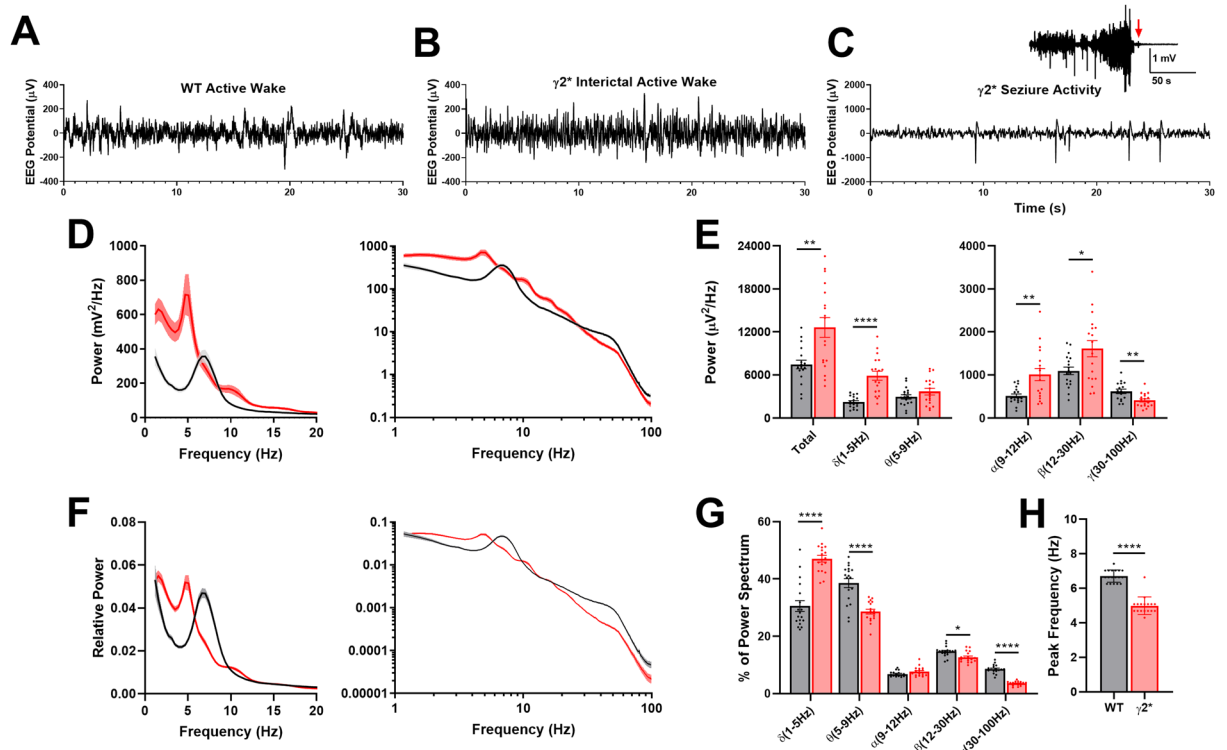 A
B
C
WT Active Wake
γ2* Interictal Active Wake
γ2* Seziure Activity
1 mV
50 s
EEG Potential (µV)
400
200
0
-200
-400
0
10
20
30
EEG Potential (µV)
400
200
0
-200
-400
0
10
20
30
EEG Potential (µV)
2000
1000
0
-1000
-2000
0
10
20
30
Time (s)
D
Power (mV²/Hz)
1000
800
600
400
200
0
0
5
10
15
20
Frequency (Hz)
1000
100
10
1
0.1
1
10
100
Frequency (Hz)
E
Power (µV²/Hz)
24000
18000
12000
6000
0
**
****
Total
δ(1-5Hz)
θ(5-9Hz)
4000
3000
2000
1000
0
**
*
**
α(9-12Hz)
β(12-30Hz)
γ(30-100Hz)
F
Relative Power
0.08
0.06
0.04
0.02
0.00
0
5
10
15
20
Frequency (Hz)
0.1
0.01
0.001
0.0001
0.00001
1
10
100
Frequency (Hz)
G
% of Power Spectrum
60
40
20
0
****
****
*
****
δ(1-5Hz)
θ(5-9Hz)
α(9-12Hz)
β(12-30Hz)
(30-100Hz)
H
Peak Frequency (Hz)
8
6
4
2
0
****
WT
γ2*